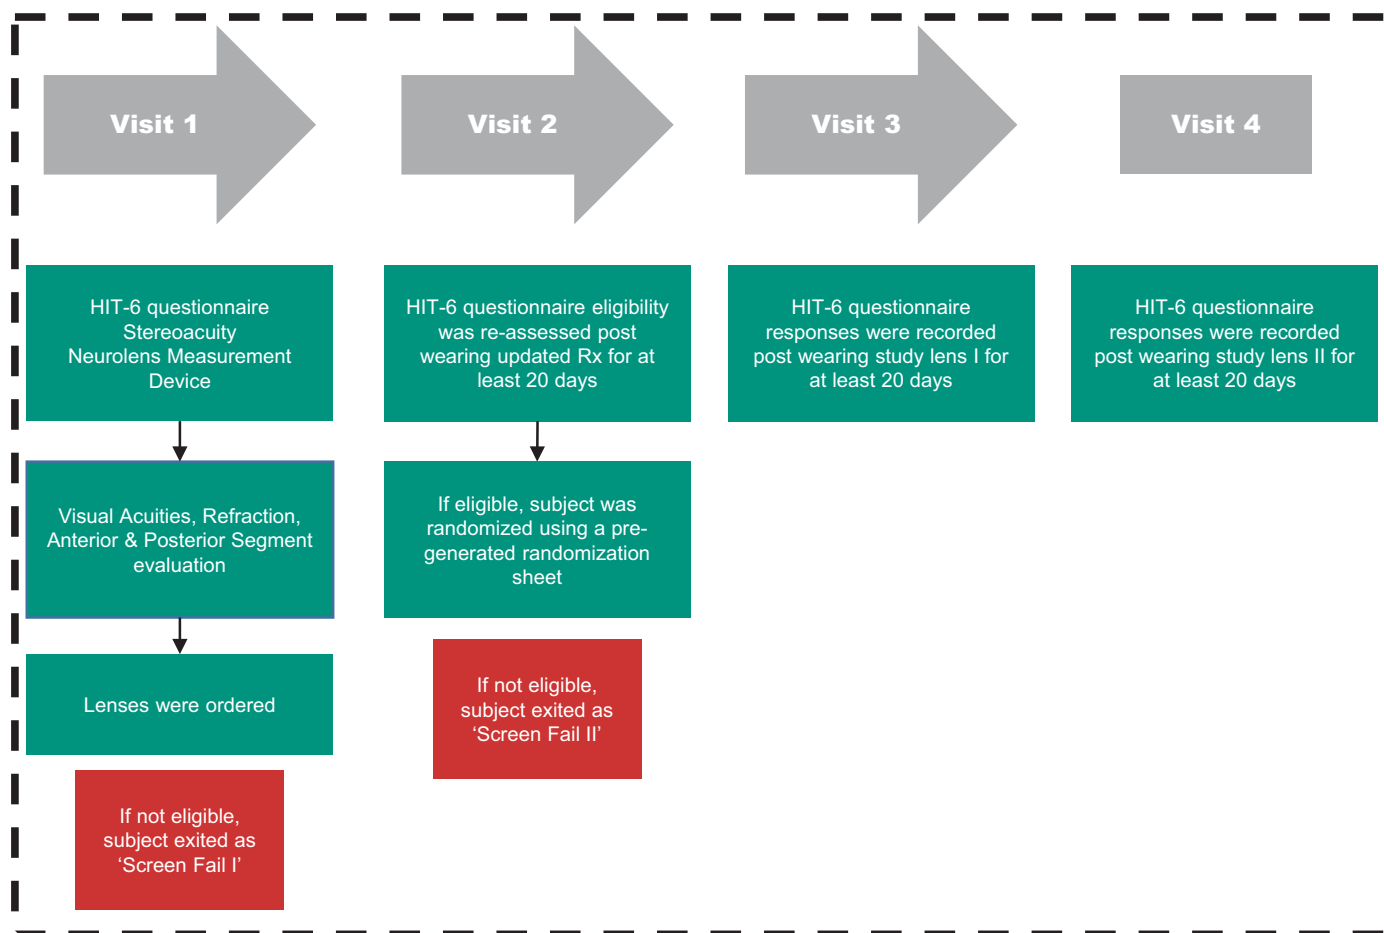 Visit 1
Visit 2
Visit 3
Visit 4
HIT-6 questionnaire
Stereoacuity
Neurolens Measurement
Device
Visual Acuities, Refraction,
Anterior & Posterior Segment
evaluation
Lenses were ordered
If not eligible,
subject exited as
‘Screen Fail I’
HIT-6 questionnaire eligibility
was re-assessed post
wearing updated Rx for at
least 20 days
If eligible, subject was
randomized using a pre-
generated randomization
sheet
If not eligible,
subject exited as
‘Screen Fail II’
HIT-6 questionnaire
responses were recorded
post wearing study lens I for
at least 20 days
HIT-6 questionnaire
responses were recorded
post wearing study lens II for
at least 20 days